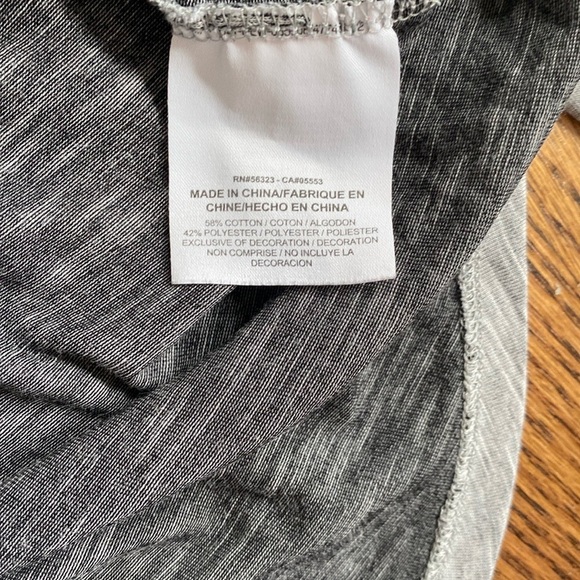 RN#56323 - CA#05553
MADE IN CHINA/FABRIQUE EN
CHINE/HECHO EN CHINA
58% COTTON / COTON / ALGODON
42% POLYESTER / POLYESTER / POLIESTER
EXCLUSIVE OF DECORATION / DECORATION
NON COMPRISE / NO INCLUYE LA
DECORACION